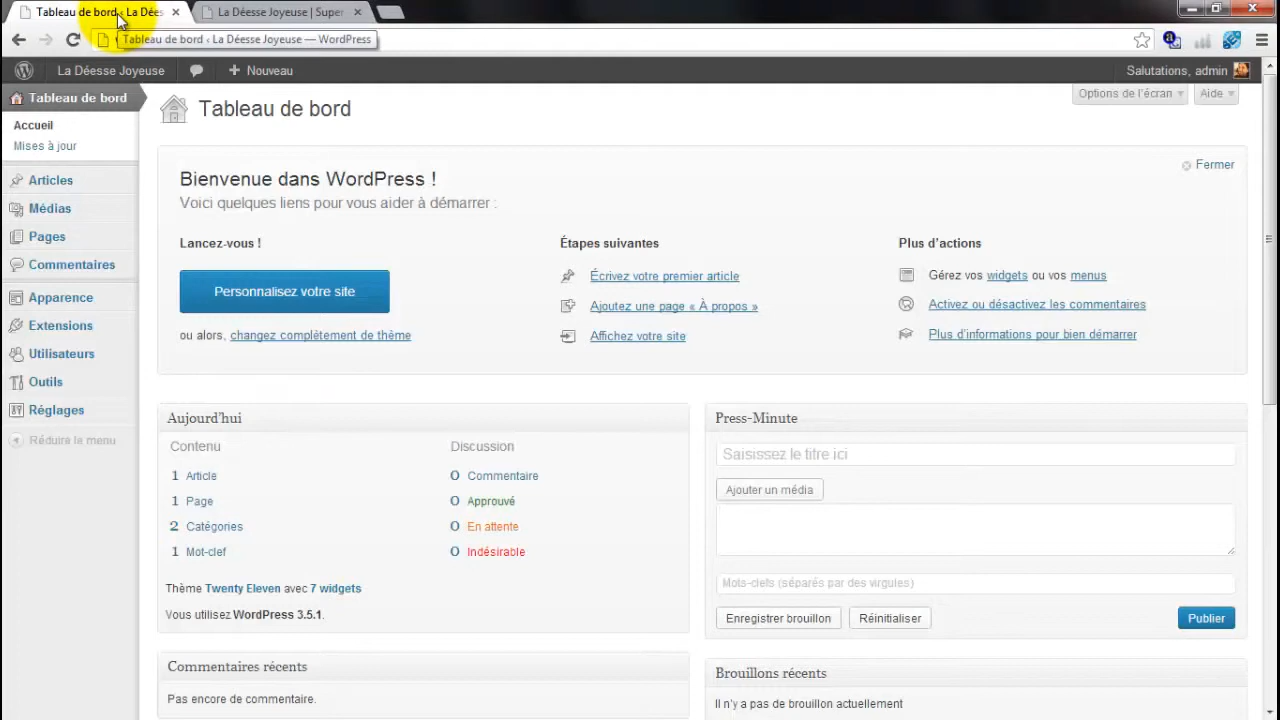 Tableau de bord ‹ La Dées
La Déesse Joyeuse | Super
Tableau de bord ‹ La Déesse Joyeuse — WordPress
La Déesse Joyeuse
Nouveau
Salutations, admin
Tableau de bord
Accueil
Mises à jour
Articles
Médias
Pages
Commentaires
Apparence
Extensions
Utilisateurs
Outils
Réglages
Réduire le menu
Tableau de bord
Options de l'écran
Aide
Bienvenue dans WordPress !
Fermer
Voici quelques liens pour vous aider à démarrer :
Lancez-vous !
Personnalisez votre site
ou alors, changez complètement de thème
Étapes suivantes
Écrivez votre premier article
Ajoutez une page « À propos »
Affichez votre site
Plus d'actions
Gérez vos widgets ou vos menus
Activez ou désactivez les commentaires
Plus d'informations pour bien démarrer
Aujourd'hui
Contenu
1 Article
1 Page
2 Catégories
1 Mot-clef
Discussion
0 Commentaire
0 Approuvé
0 En attente
0 Indésirable
Thème Twenty Eleven avec 7 widgets
Vous utilisez WordPress 3.5.1.
Press-Minute
Saisissez le titre ici
Ajouter un média
Mots-clefs (séparés par des virgules)
Enregistrer brouillon
Réinitialiser
Publier
Commentaires récents
Pas encore de commentaire.
Brouillons récents
Il n'y a pas de brouillon actuellement